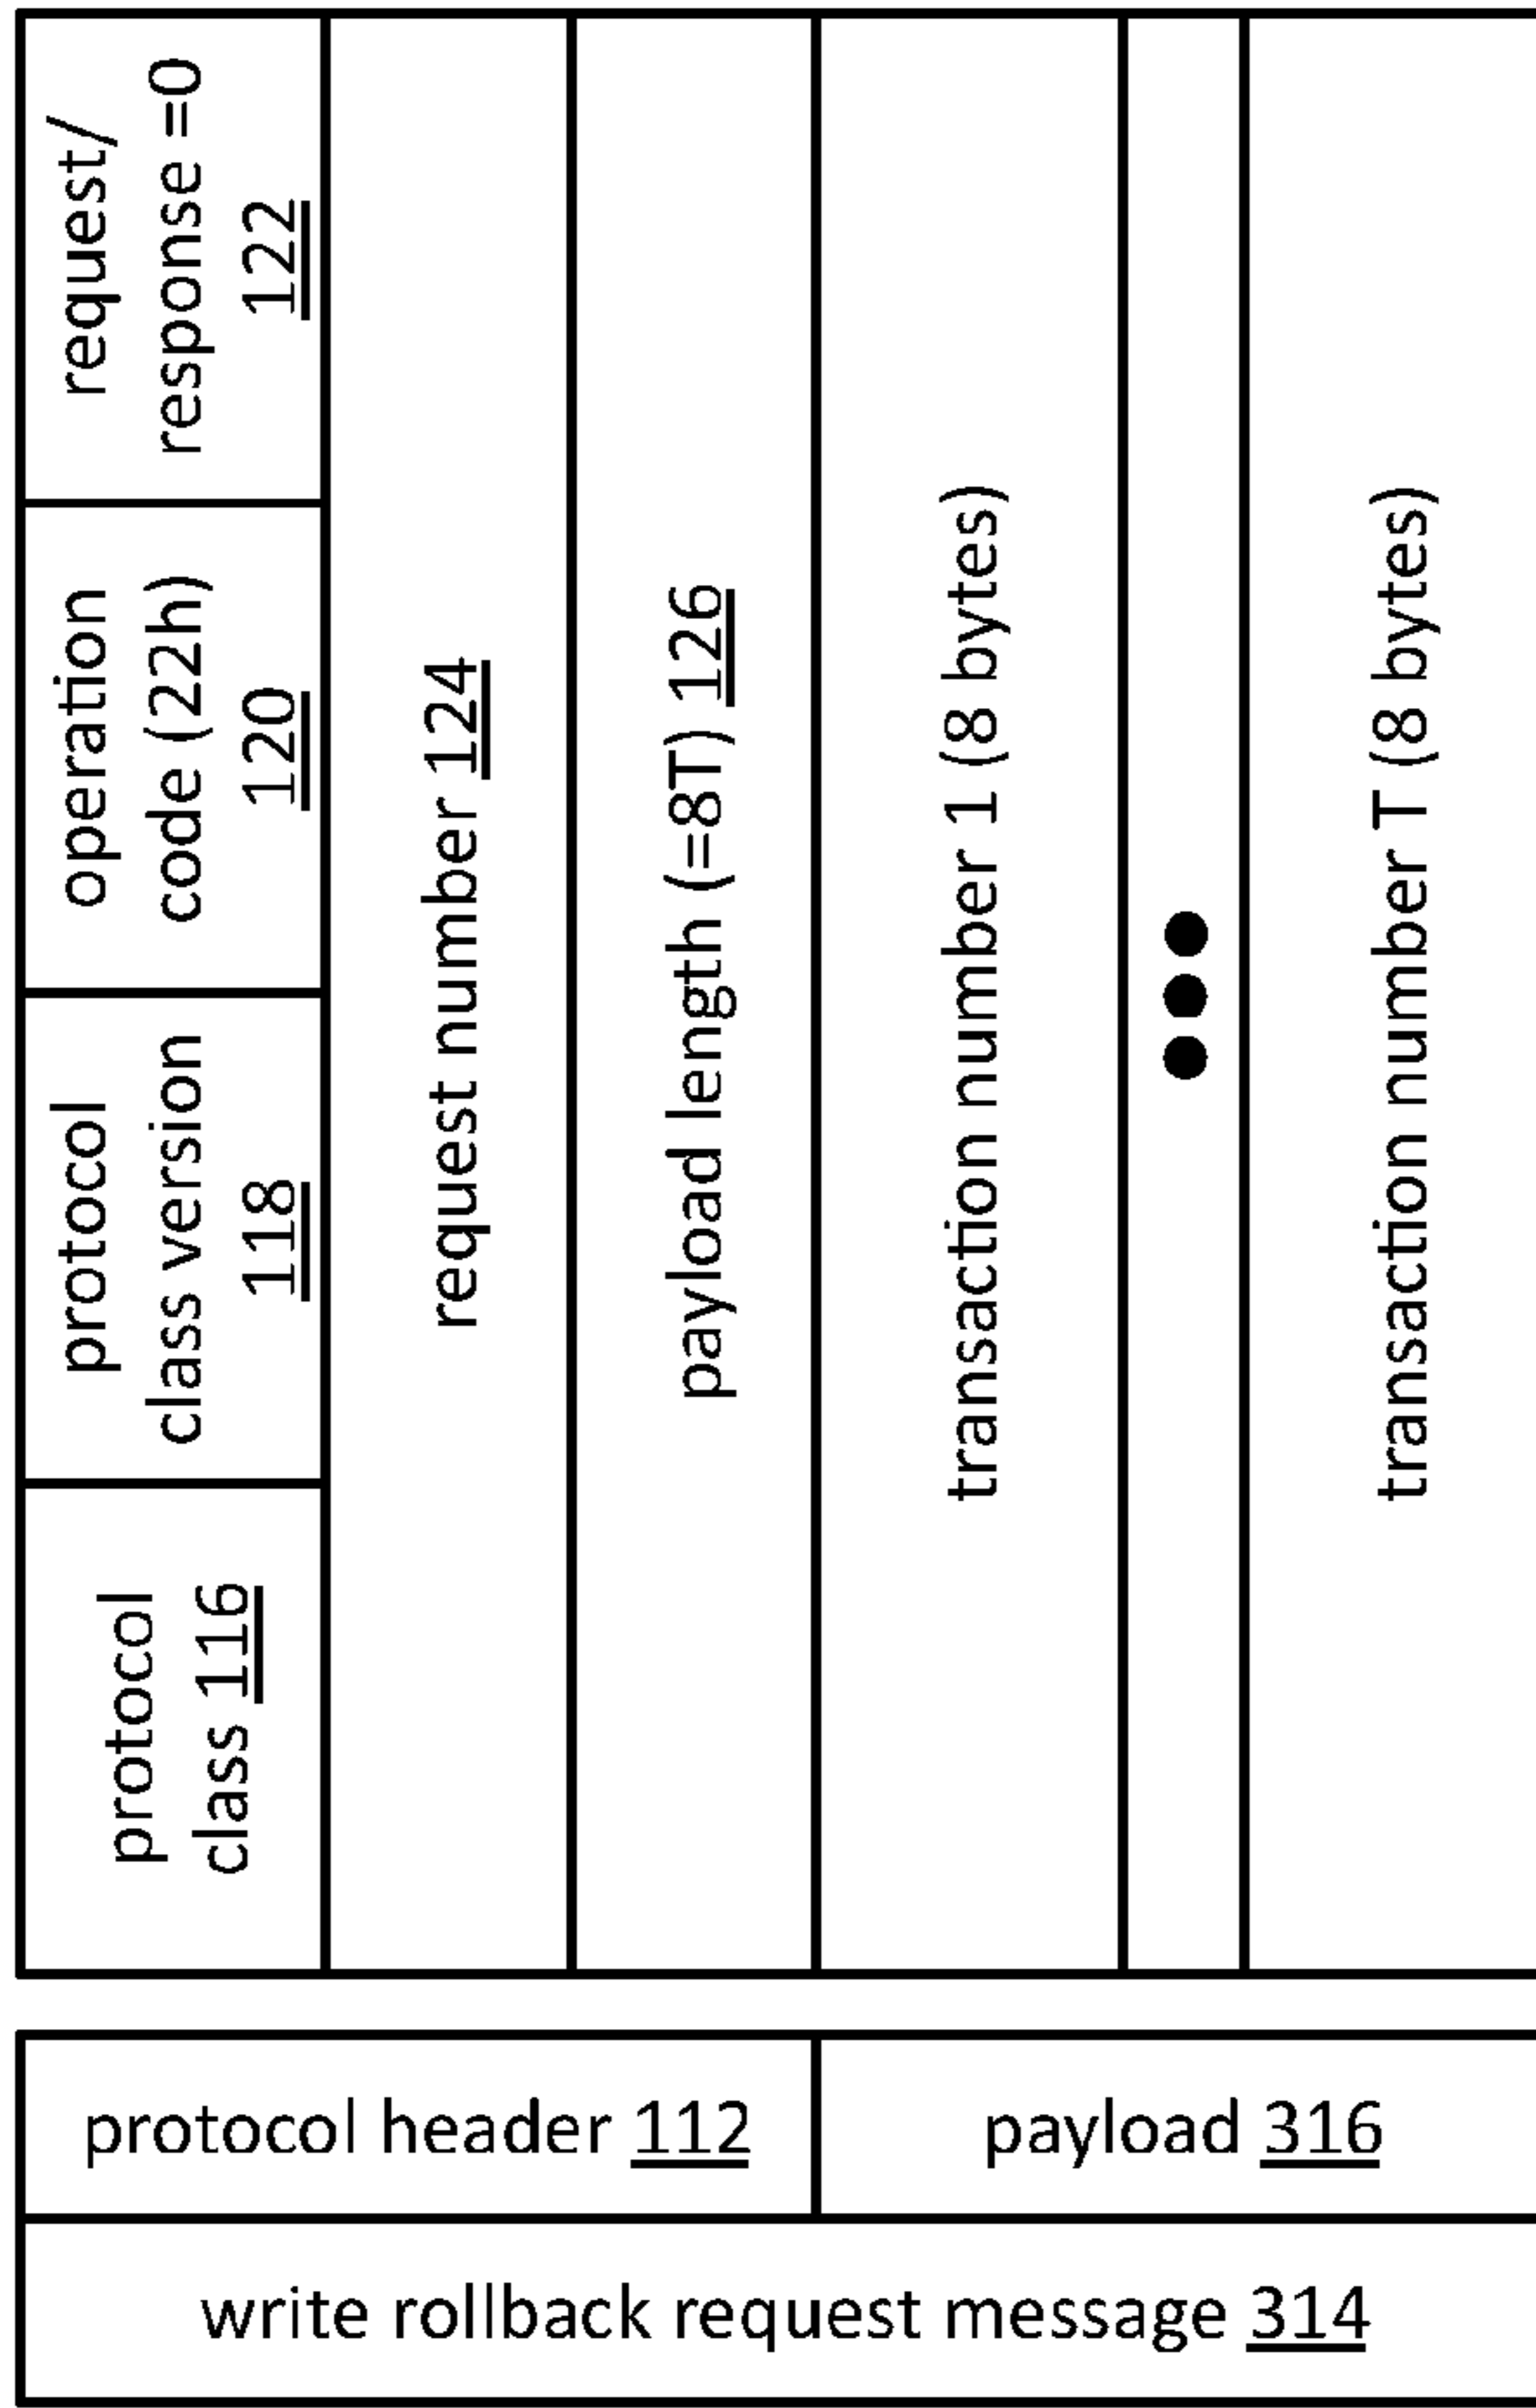 write rollback request message 314
protocol header 112
payload 316
protocol
class 116
protocol
class version
118
operation
code (22h)
120
request/
response =0
122
request number 124
payload length (=8T) 126
transaction number 1 (8 bytes)
transaction number T (8 bytes)